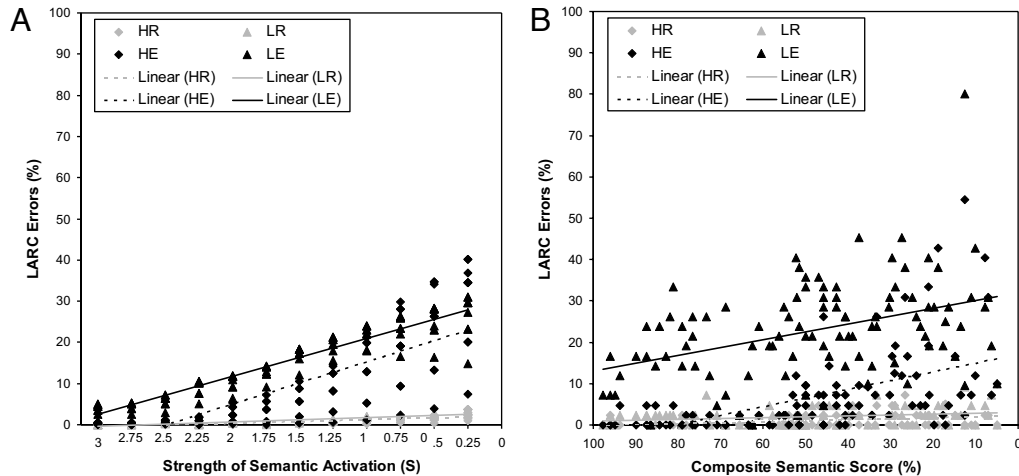 A
100
90
80
70
60
50
40
30
20
10
0
LARC Errors (%)
HR LR
HE LE
Linear (HR) Linear (LR)
Linear (HE) Linear (LE)
3 2.75 2.5 2.25 2 1.75 1.5 1.25 1 0.75 0.5 0.25 0
Strength of Semantic Activation (S)
B
100
90
80
70
60
50
40
30
20
10
0
LARC Errors (%)
HR LR
HE LE
Linear (HR) Linear (LR)
Linear (HE) Linear (LE)
100 90 80 70 60 50 40 30 20 10 0
Composite Semantic Score (%)